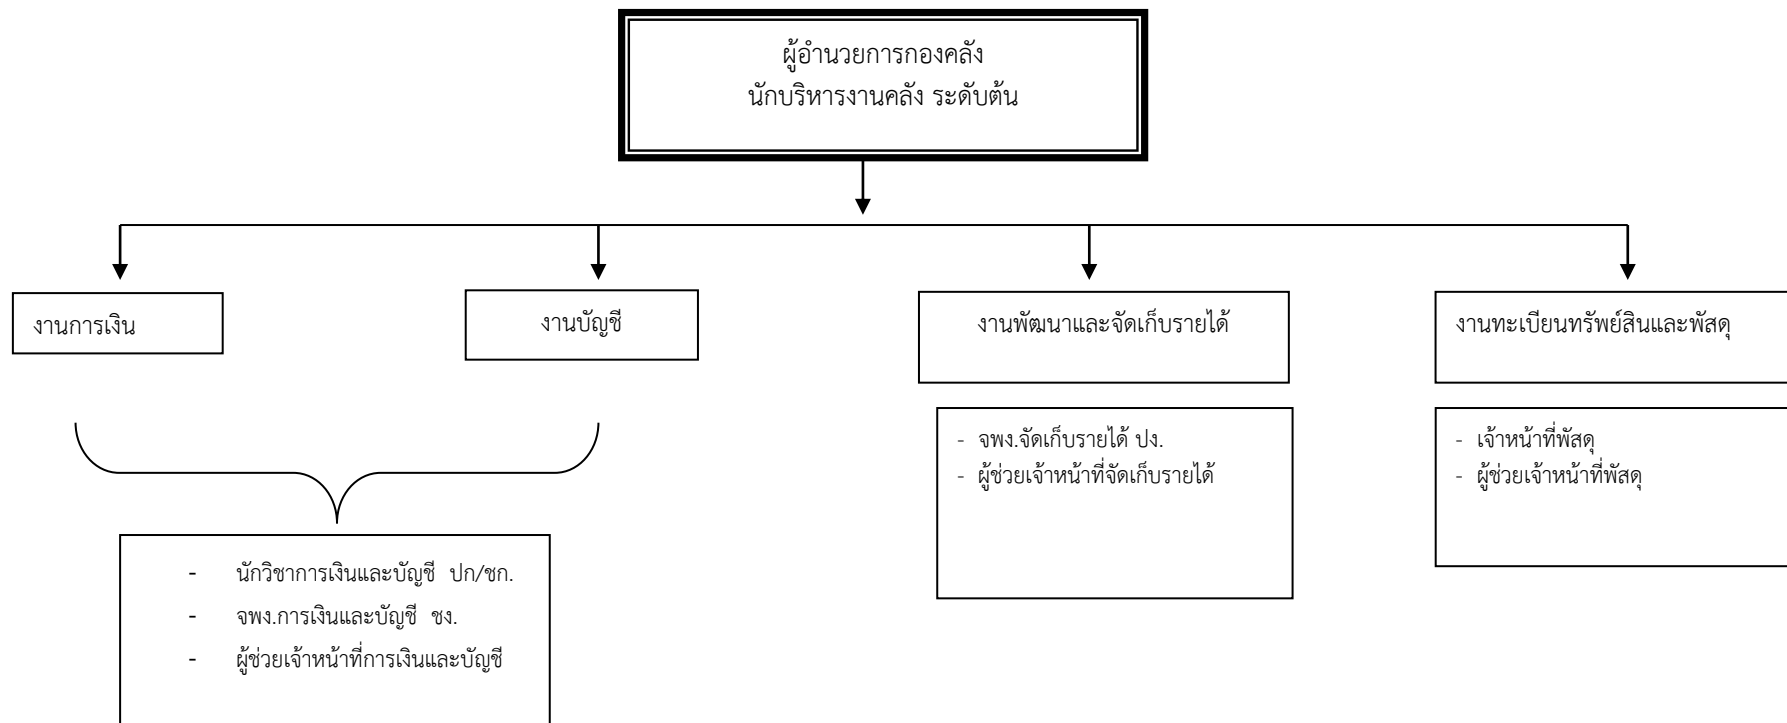 ผู้อำนวยการกองคลัง
นักบริหารงานคลัง ระดับต้น
งานการเงิน
งานบัญชี
งานพัฒนาและจัดเก็บรายได้
งานทะเบียนทรัพย์สินและพัสดุ
- จพง.จัดเก็บรายได้ ปง.
- ผู้ช่วยเจ้าหน้าที่จัดเก็บรายได้
- เจ้าหน้าที่พัสดุ
- ผู้ช่วยเจ้าหน้าที่พัสดุ
- นักวิชาการเงินและบัญชี ปก/ชก.
- จพง.การเงินและบัญชี ชง.
- ผู้ช่วยเจ้าหน้าที่การเงินและบัญชี